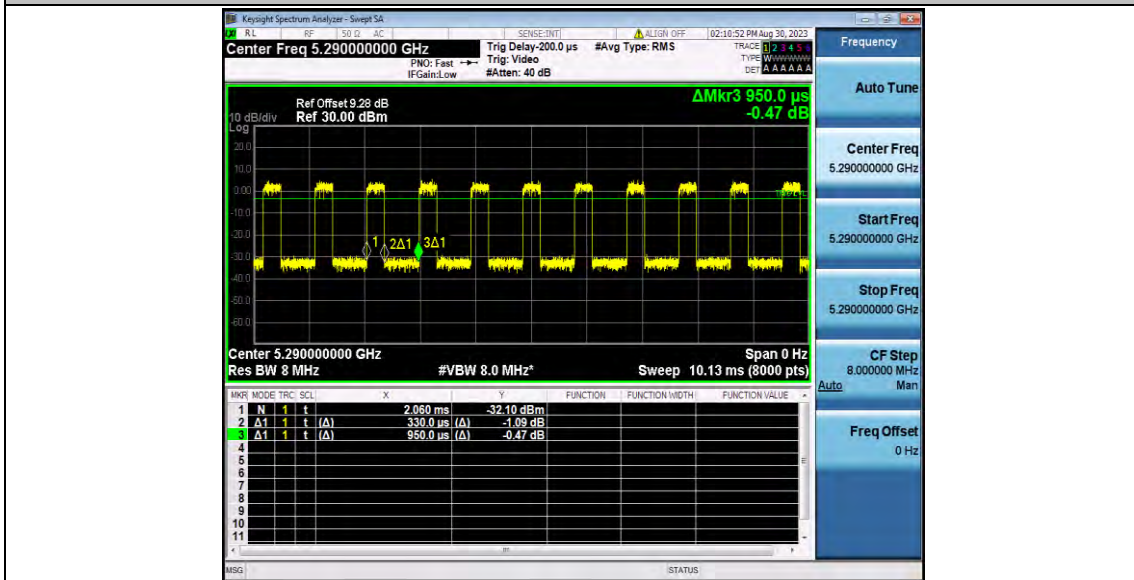 Keysight Spectrum Analyzer - Swept SA
RL RF 50 Ω AC SENSE:INT ALIGN OFF 02:10:52 PM Aug 30, 2023
Center Freq 5.290000000 GHz Trig Delay-200.0 µs #Avg Type: RMS TRACE 1 2 3 4 5 6
PNO: Fast Trig: Video TYPE W
IFGain:Low #Atten: 40 dB DET A A A A A A
Frequency
Auto Tune
Center Freq
5.290000000 GHz
Start Freq
5.290000000 GHz
Stop Freq
5.290000000 GHz
CF Step
8.000000 MHz
Auto Man
Freq Offset
0 Hz
ΔMkr3 950.0 µs
-0.47 dB
Ref Offset 9.28 dB
10 dB/div Ref 30.00 dBm
Log
20.0
10.0
0.00
-10.0
-20.0
-30.0
-40.0
-50.0
-60.0
1 2Δ1 3Δ1
Center 5.290000000 GHz Span 0 Hz
Res BW 8 MHz #VBW 8.0 MHz* Sweep 10.13 ms (8000 pts)
MKR MODE TRC SCL X Y FUNCTION FUNCTION WIDTH FUNCTION VALUE
1 N 1 t 2.060 ms -32.10 dBm
2 Δ1 1 t (Δ) 330.0 µs (Δ) -1.09 dB
3 Δ1 1 t (Δ) 950.0 µs (Δ) -0.47 dB
4
5
6
7
8
9
10
11
MSG STATUS